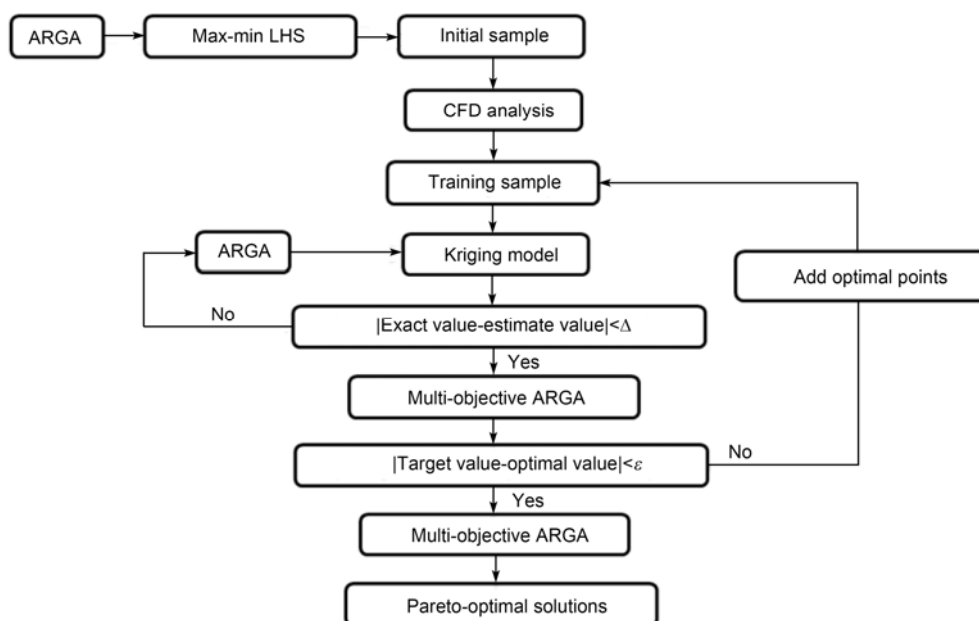 ARGA
Max-min LHS
Initial sample
CFD analysis
Training sample
ARGA
Kriging model
Add optimal points
No
|Exact value-estimate value|<Δ
Yes
Multi-objective ARGA
|Target value-optimal value|<ε
No
Yes
Multi-objective ARGA
Pareto-optimal solutions